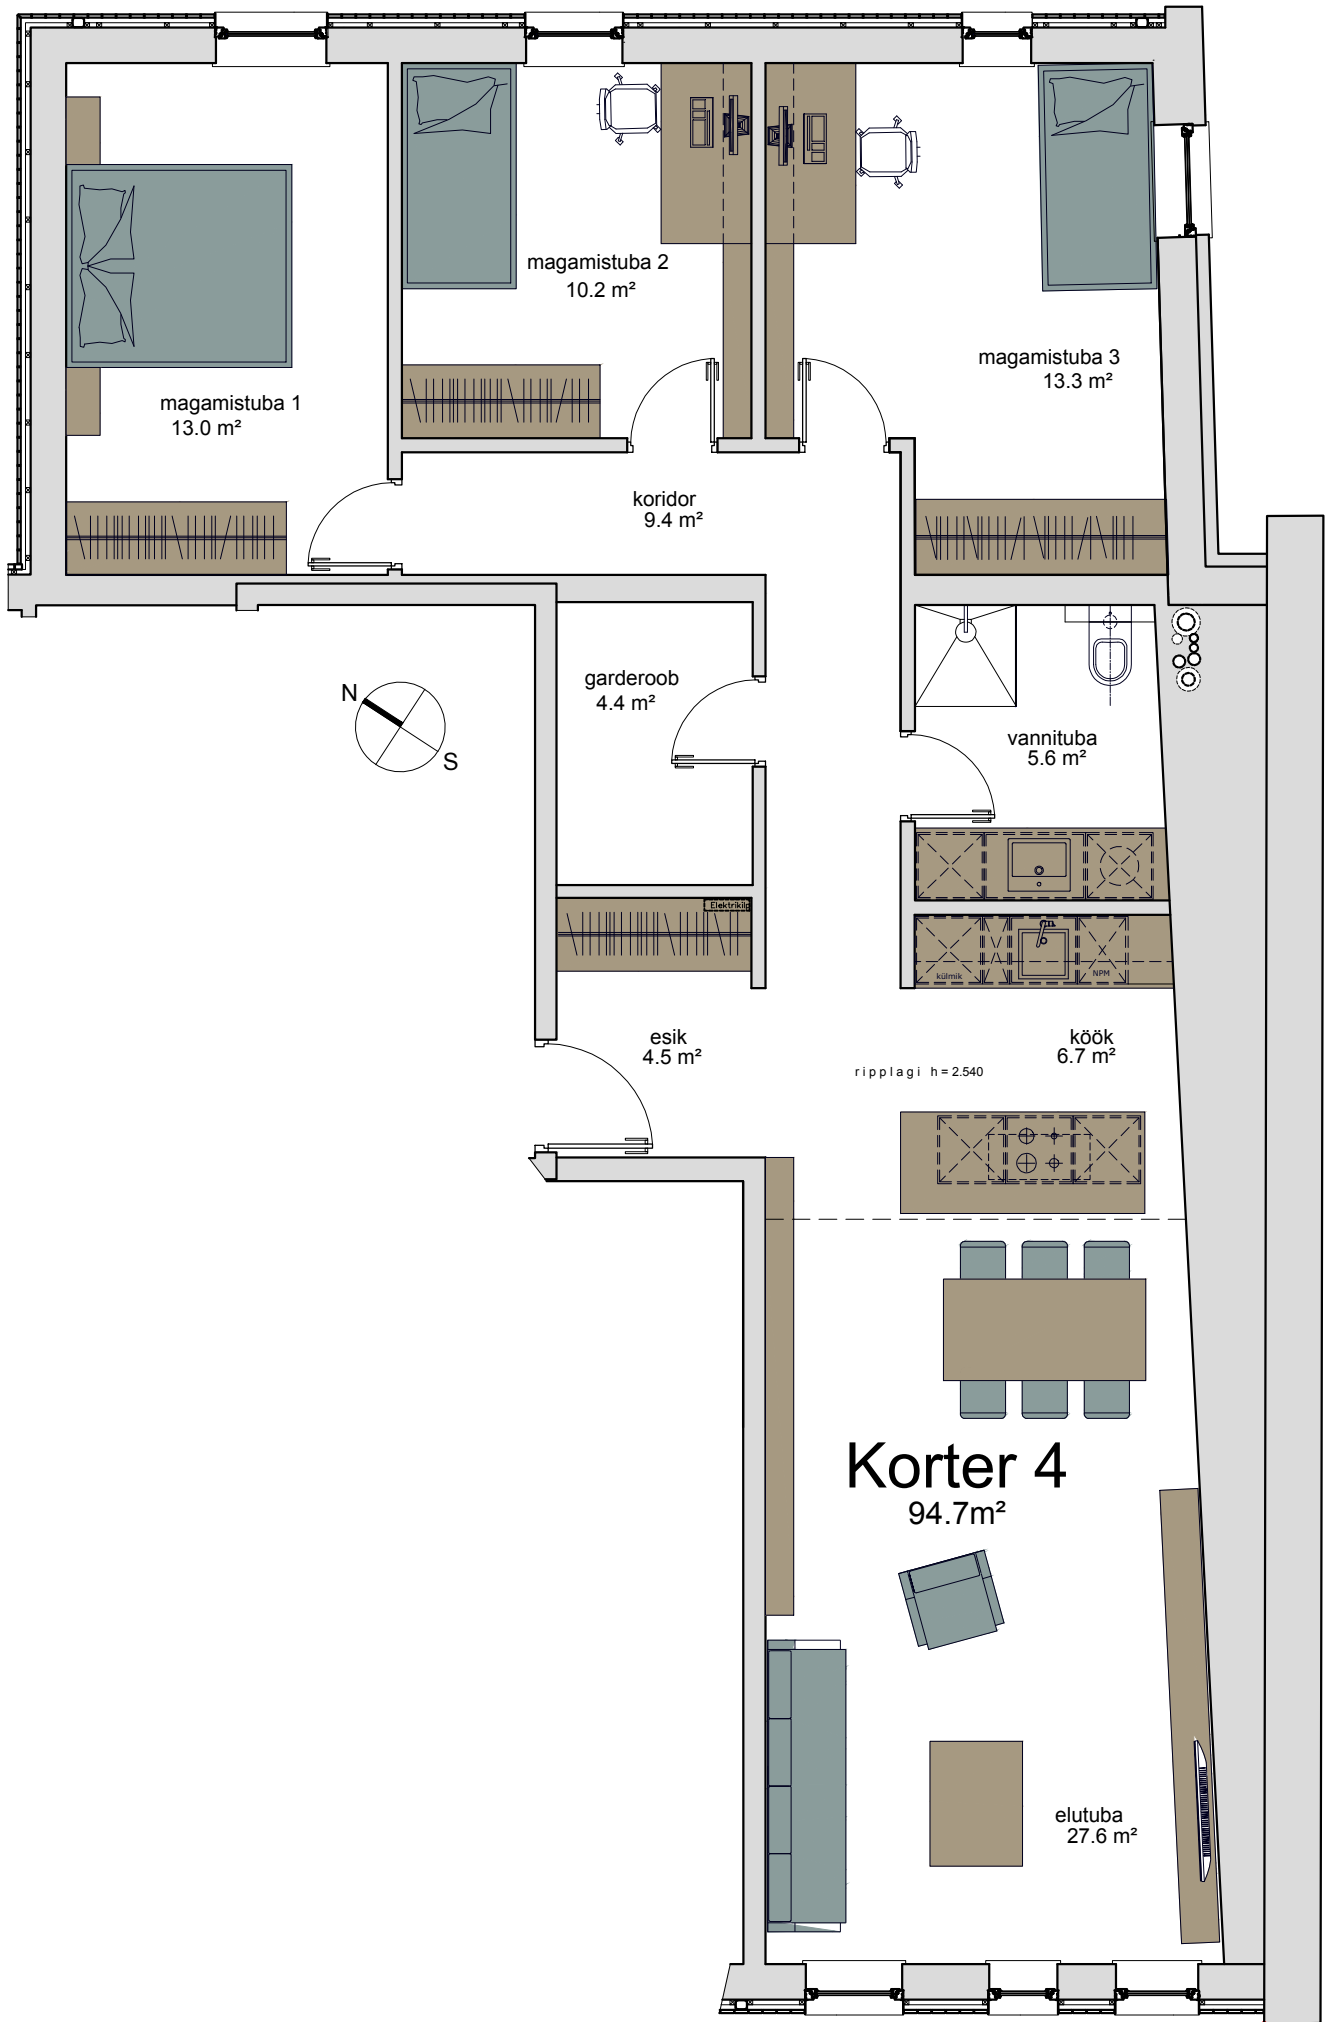 magamistuba 2
10.2 m²
magamistuba 3
13.3 m²
magamistuba 1
13.0 m²
koridor
9.4 m²
garderoob
4.4 m²
N
S
vannituba
5.6 m²
Elektrikilp
külmik
NPM
esik
4.5 m²
köök
6.7 m²
ripplagi h=2.540
Korter 4
94.7m²
elutuba
27.6 m²